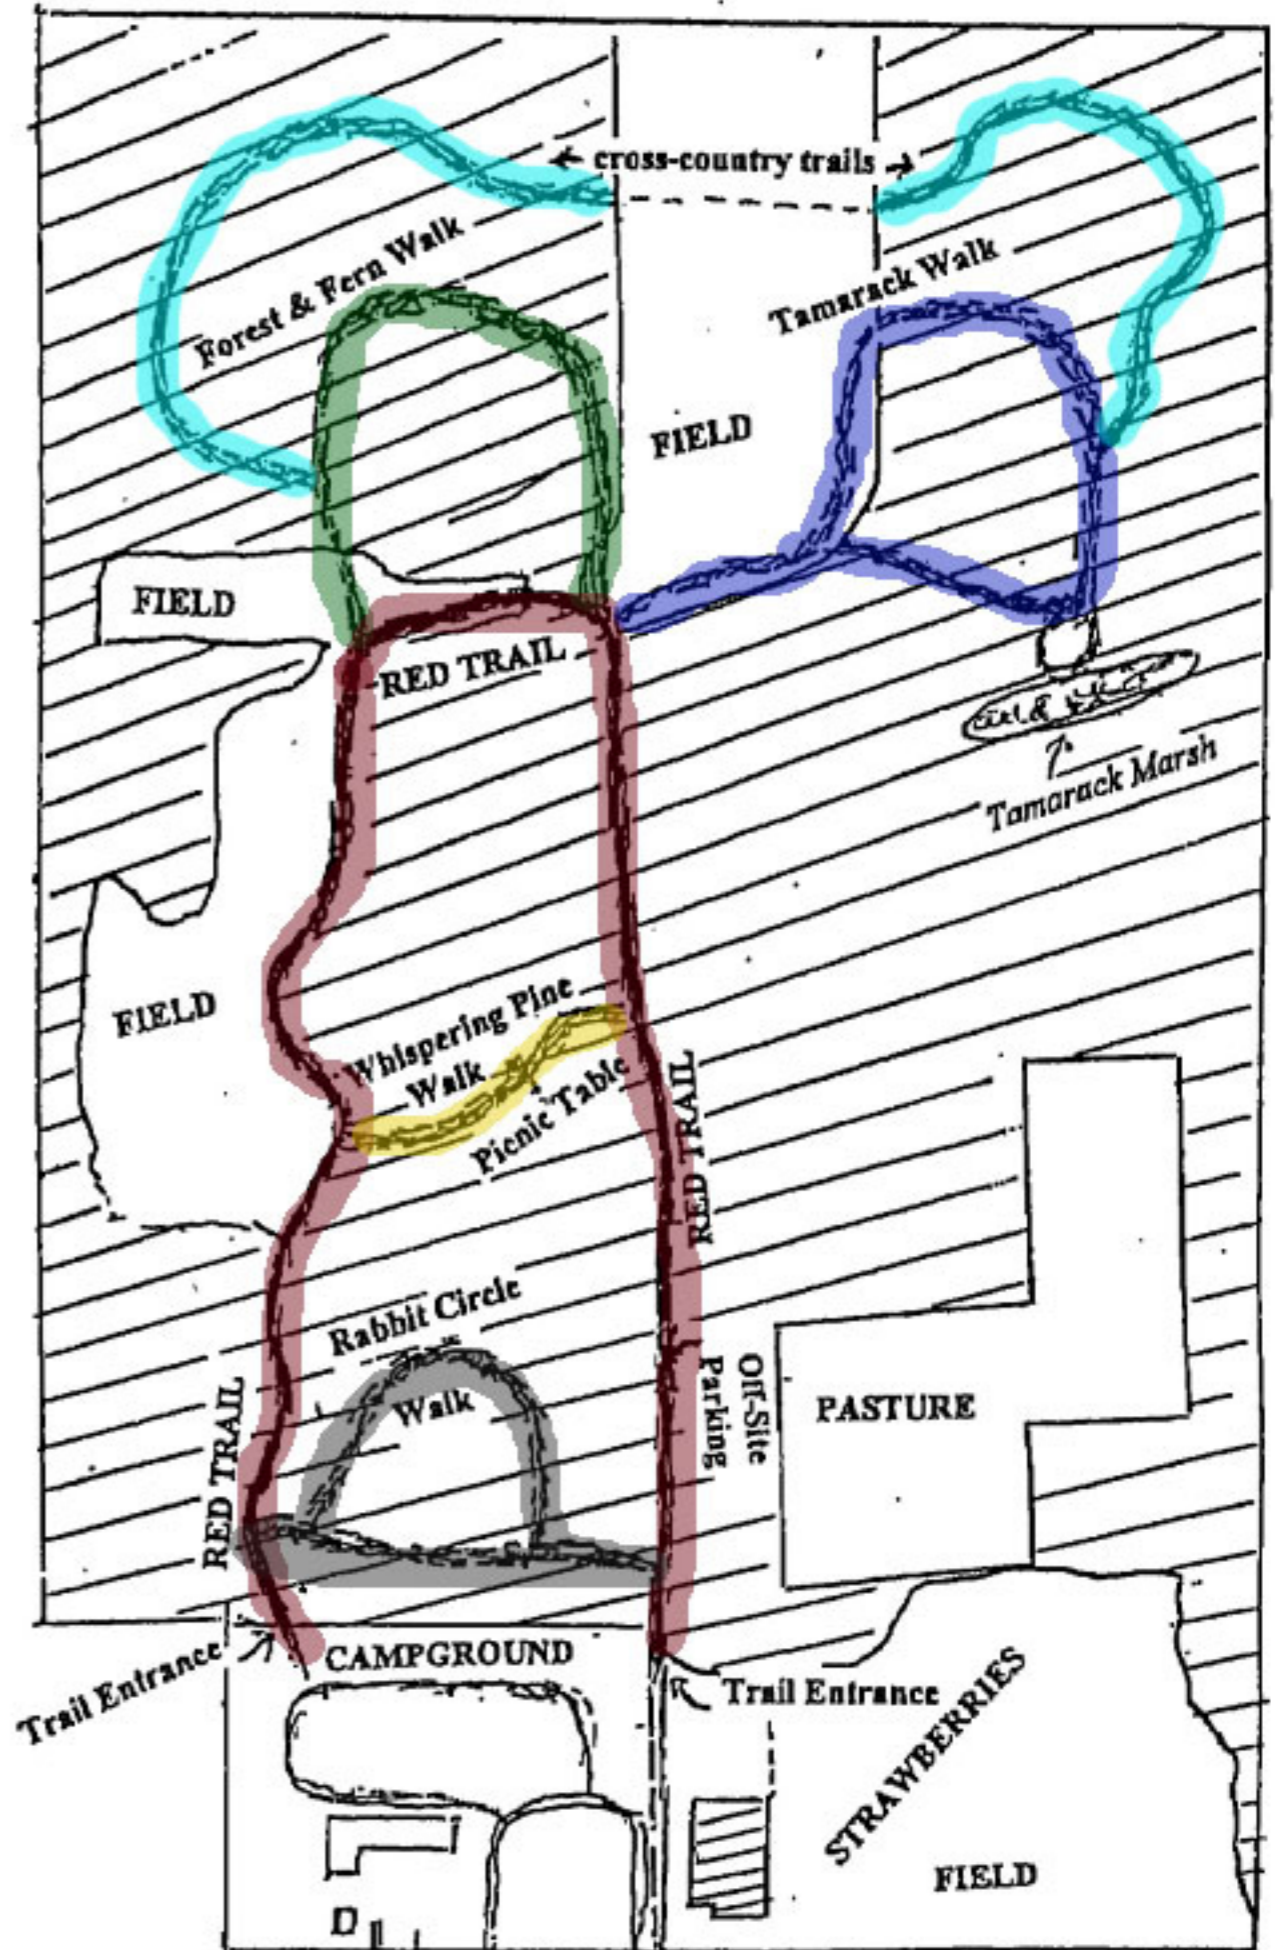 cross-country trails
Forest & Fern Walk
Tamarack Walk
FIELD
FIELD
RED TRAIL
Tamarack Marsh
FIELD
Whispering Pine
Walk
Picnic Table
RED TRAIL
Rabbit Circle
Walk
Off-Site
Parking
PASTURE
RED TRAIL
Trail Entrance
CAMPGROUND
Trail Entrance
STRAWBERRIES
FIELD
D